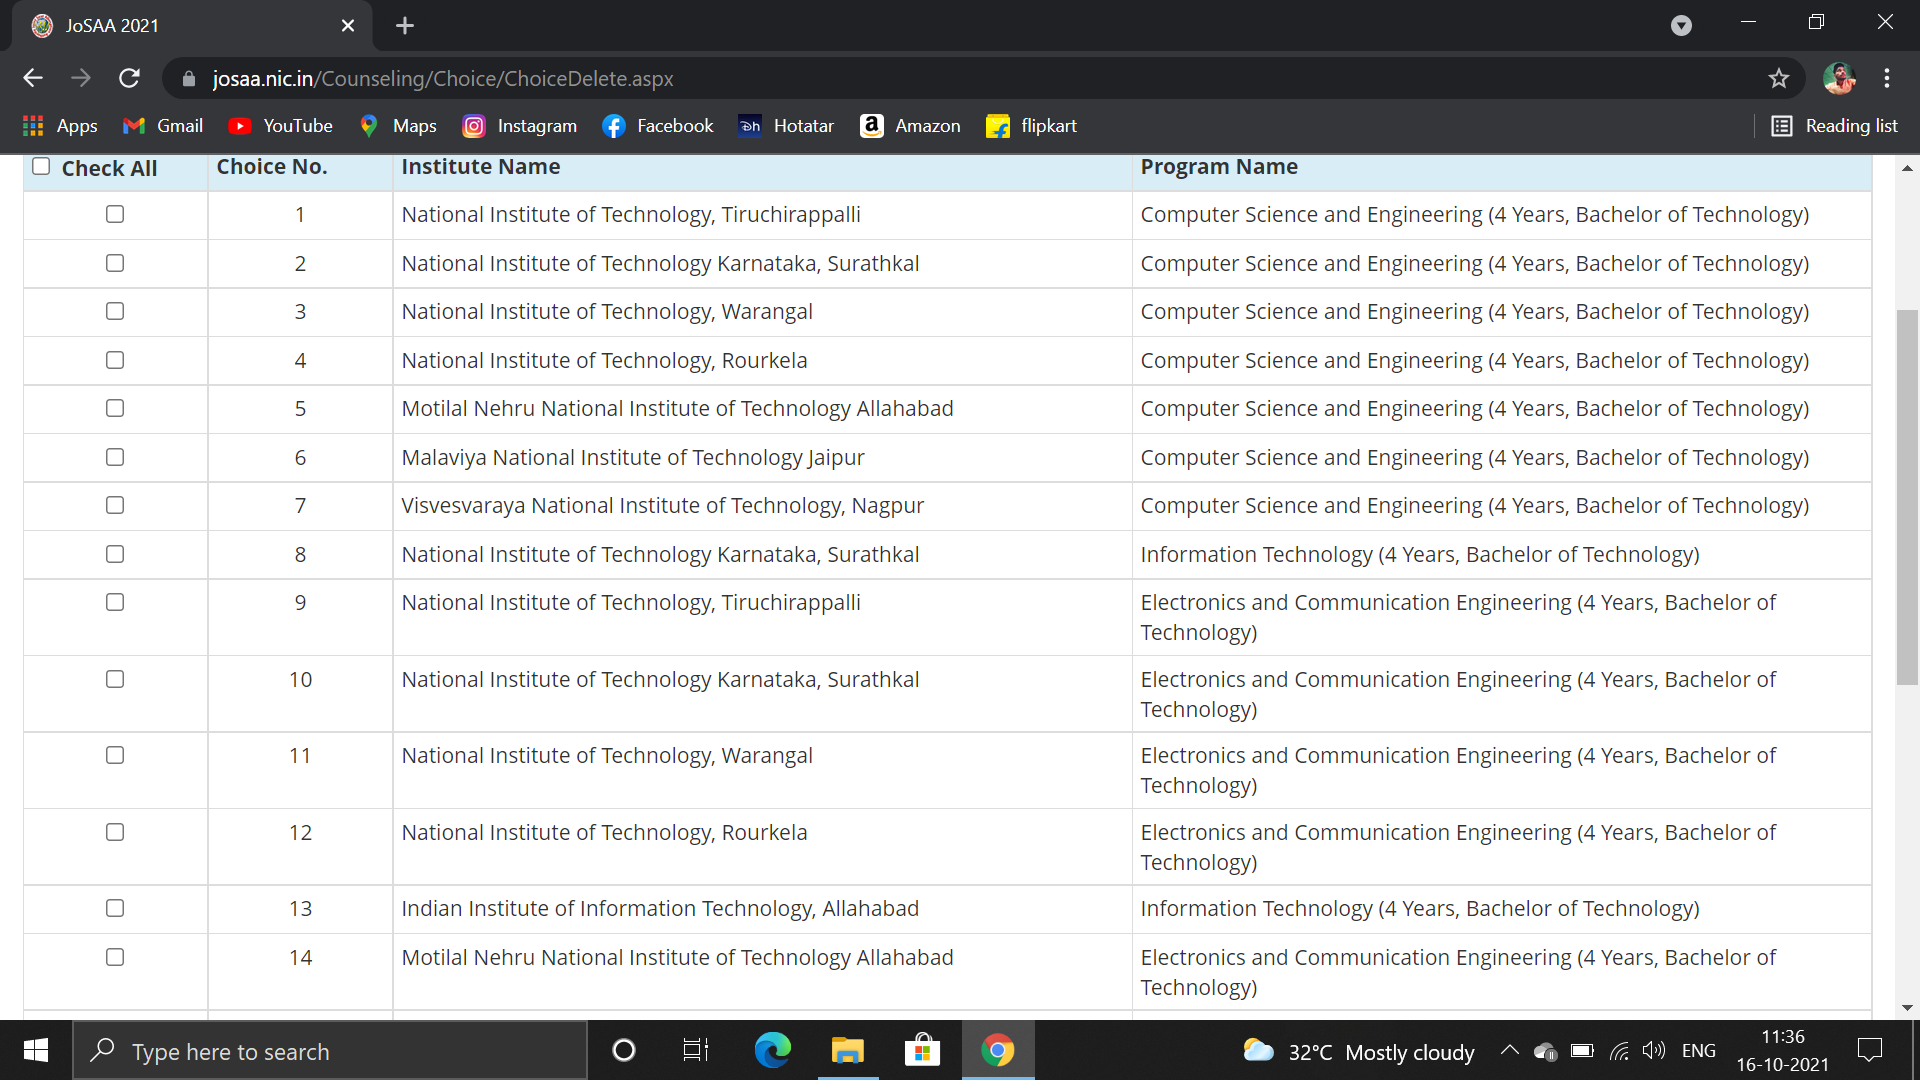 JoSAA 2021
josaa.nic.in/Counseling/Choice/ChoiceDelete.aspx
Apps Gmail YouTube Maps Instagram Facebook Hotatar Amazon flipkart Reading list
Check All Choice No. Institute Name Program Name
1 National Institute of Technology, Tiruchirappalli Computer Science and Engineering (4 Years, Bachelor of Technology)
2 National Institute of Technology Karnataka, Surathkal Computer Science and Engineering (4 Years, Bachelor of Technology)
3 National Institute of Technology, Warangal Computer Science and Engineering (4 Years, Bachelor of Technology)
4 National Institute of Technology, Rourkela Computer Science and Engineering (4 Years, Bachelor of Technology)
5 Motilal Nehru National Institute of Technology Allahabad Computer Science and Engineering (4 Years, Bachelor of Technology)
6 Malaviya National Institute of Technology Jaipur Computer Science and Engineering (4 Years, Bachelor of Technology)
7 Visvesvaraya National Institute of Technology, Nagpur Computer Science and Engineering (4 Years, Bachelor of Technology)
8 National Institute of Technology Karnataka, Surathkal Information Technology (4 Years, Bachelor of Technology)
9 National Institute of Technology, Tiruchirappalli Electronics and Communication Engineering (4 Years, Bachelor of
Technology)
10 National Institute of Technology Karnataka, Surathkal Electronics and Communication Engineering (4 Years, Bachelor of
Technology)
11 National Institute of Technology, Warangal Electronics and Communication Engineering (4 Years, Bachelor of
Technology)
12 National Institute of Technology, Rourkela Electronics and Communication Engineering (4 Years, Bachelor of
Technology)
13 Indian Institute of Information Technology, Allahabad Information Technology (4 Years, Bachelor of Technology)
14 Motilal Nehru National Institute of Technology Allahabad Electronics and Communication Engineering (4 Years, Bachelor of
Technology)
Type here to search 32°C Mostly cloudy ENG 11:36
16-10-2021